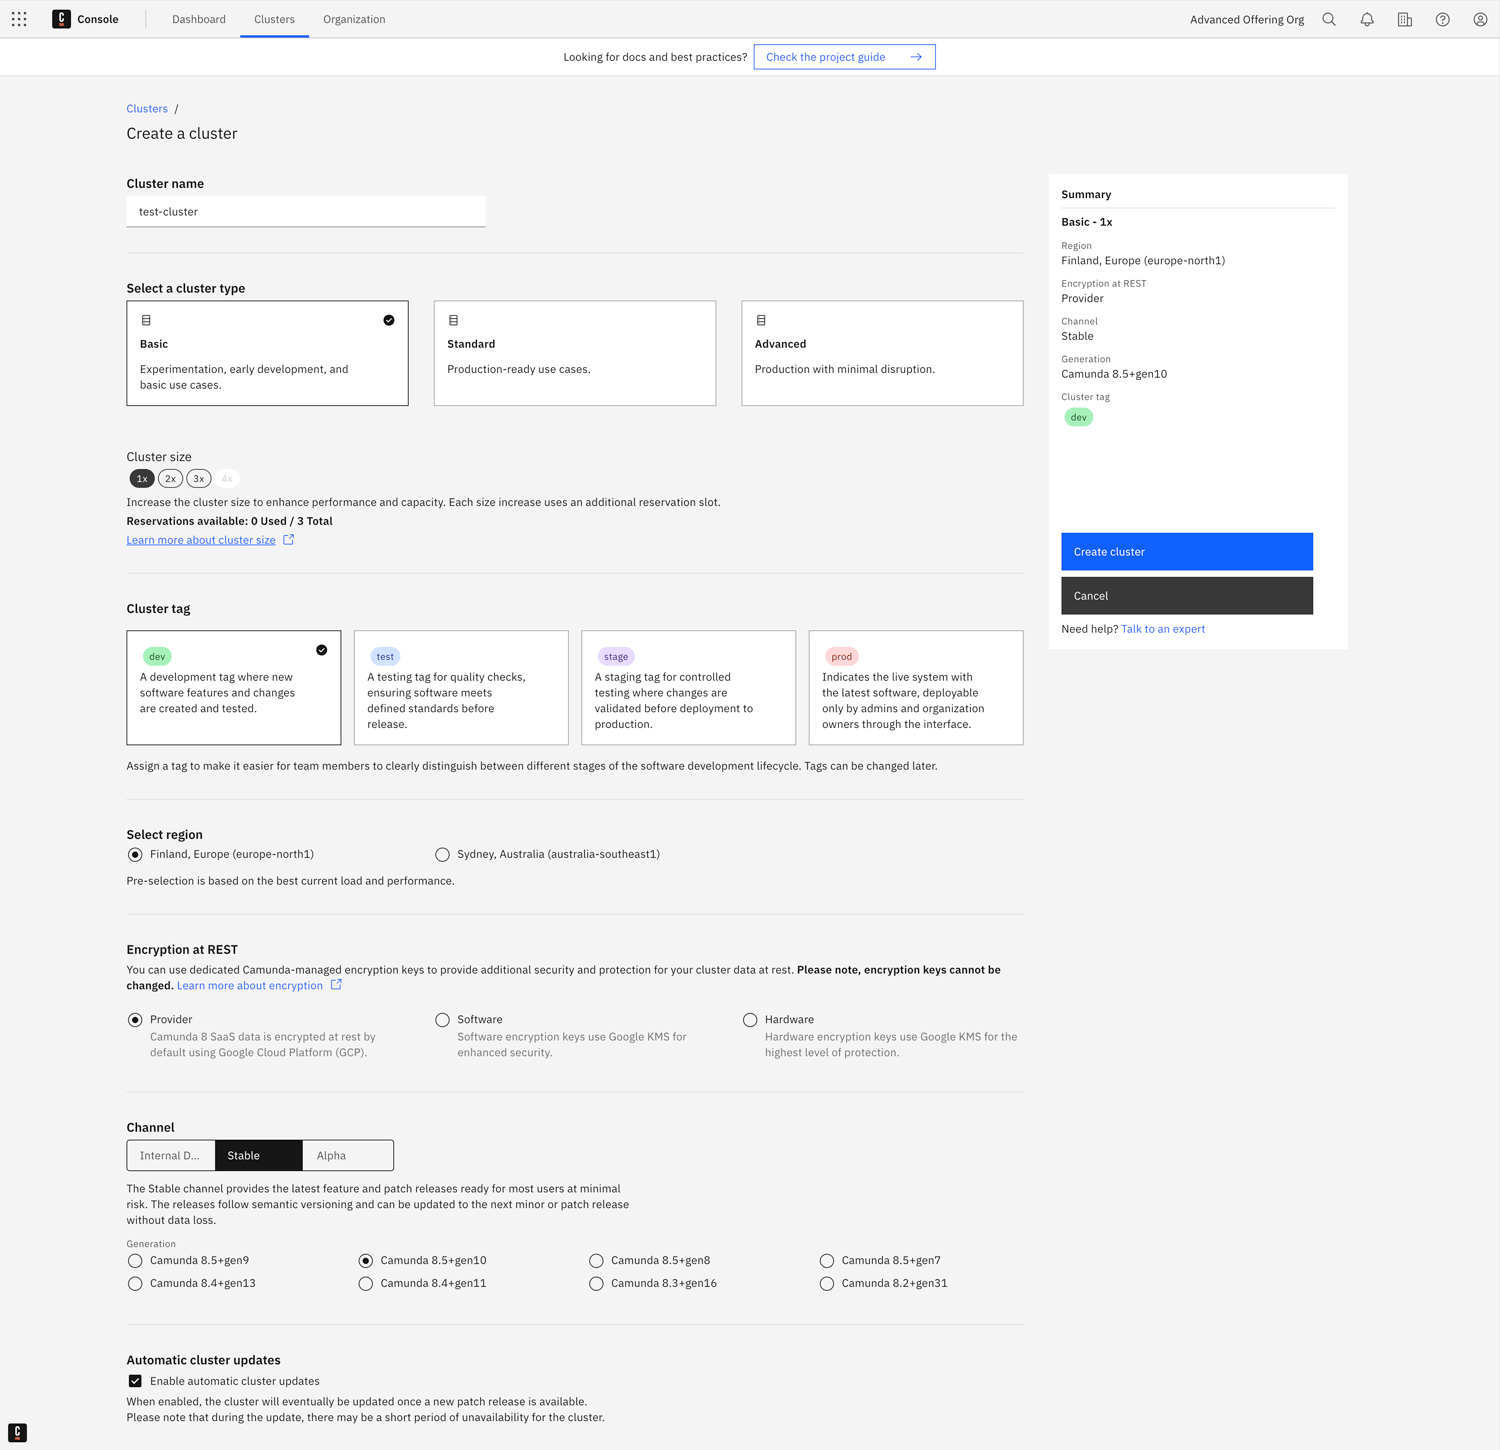 Console
Dashboard
Clusters
Organization
Advanced Offering Org
Looking for docs and best practices?
Check the project guide
Clusters /
Create a cluster
Cluster name
test-cluster
Select a cluster type
Basic
Experimentation, early development, and
basic use cases.
Standard
Production-ready use cases.
Advanced
Production with minimal disruption.
Cluster size
1x 2x 3x 4x
Increase the cluster size to enhance performance and capacity. Each size increase uses an additional reservation slot.
Reservations available: 0 Used / 3 Total
Learn more about cluster size
Cluster tag
dev
A development tag where new
software features and changes
are created and tested.
test
A testing tag for quality checks,
ensuring software meets
defined standards before
release.
stage
A staging tag for controlled
testing where changes are
validated before deployment to
production.
prod
Indicates the live system with
the latest software, deployable
only by admins and organization
owners through the interface.
Assign a tag to make it easier for team members to clearly distinguish between different stages of the software development lifecycle. Tags can be changed later.
Select region
Finland, Europe (europe-north1)
Sydney, Australia (australia-southeast1)
Pre-selection is based on the best current load and performance.
Encryption at REST
You can use dedicated Camunda-managed encryption keys to provide additional security and protection for your cluster data at rest. Please note, encryption keys cannot be
changed. Learn more about encryption
Provider
Camunda 8 SaaS data is encrypted at rest by
default using Google Cloud Platform (GCP).
Software
Software encryption keys use Google KMS for
enhanced security.
Hardware
Hardware encryption keys use Google KMS for the
highest level of protection.
Channel
Internal D...
Stable
Alpha
The Stable channel provides the latest feature and patch releases ready for most users at minimal
risk. The releases follow semantic versioning and can be updated to the next minor or patch release
without data loss.
Generation
Camunda 8.5+gen9
Camunda 8.5+gen10
Camunda 8.5+gen8
Camunda 8.5+gen7
Camunda 8.4+gen13
Camunda 8.4+gen11
Camunda 8.3+gen16
Camunda 8.2+gen31
Automatic cluster updates
Enable automatic cluster updates
When enabled, the cluster will eventually be updated once a new patch release is available.
Please note that during the update, there may be a short period of unavailability for the cluster.
Summary
Basic - 1x
Region
Finland, Europe (europe-north1)
Encryption at REST
Provider
Channel
Stable
Generation
Camunda 8.5+gen10
Cluster tag
dev
Create cluster
Cancel
Need help? Talk to an expert